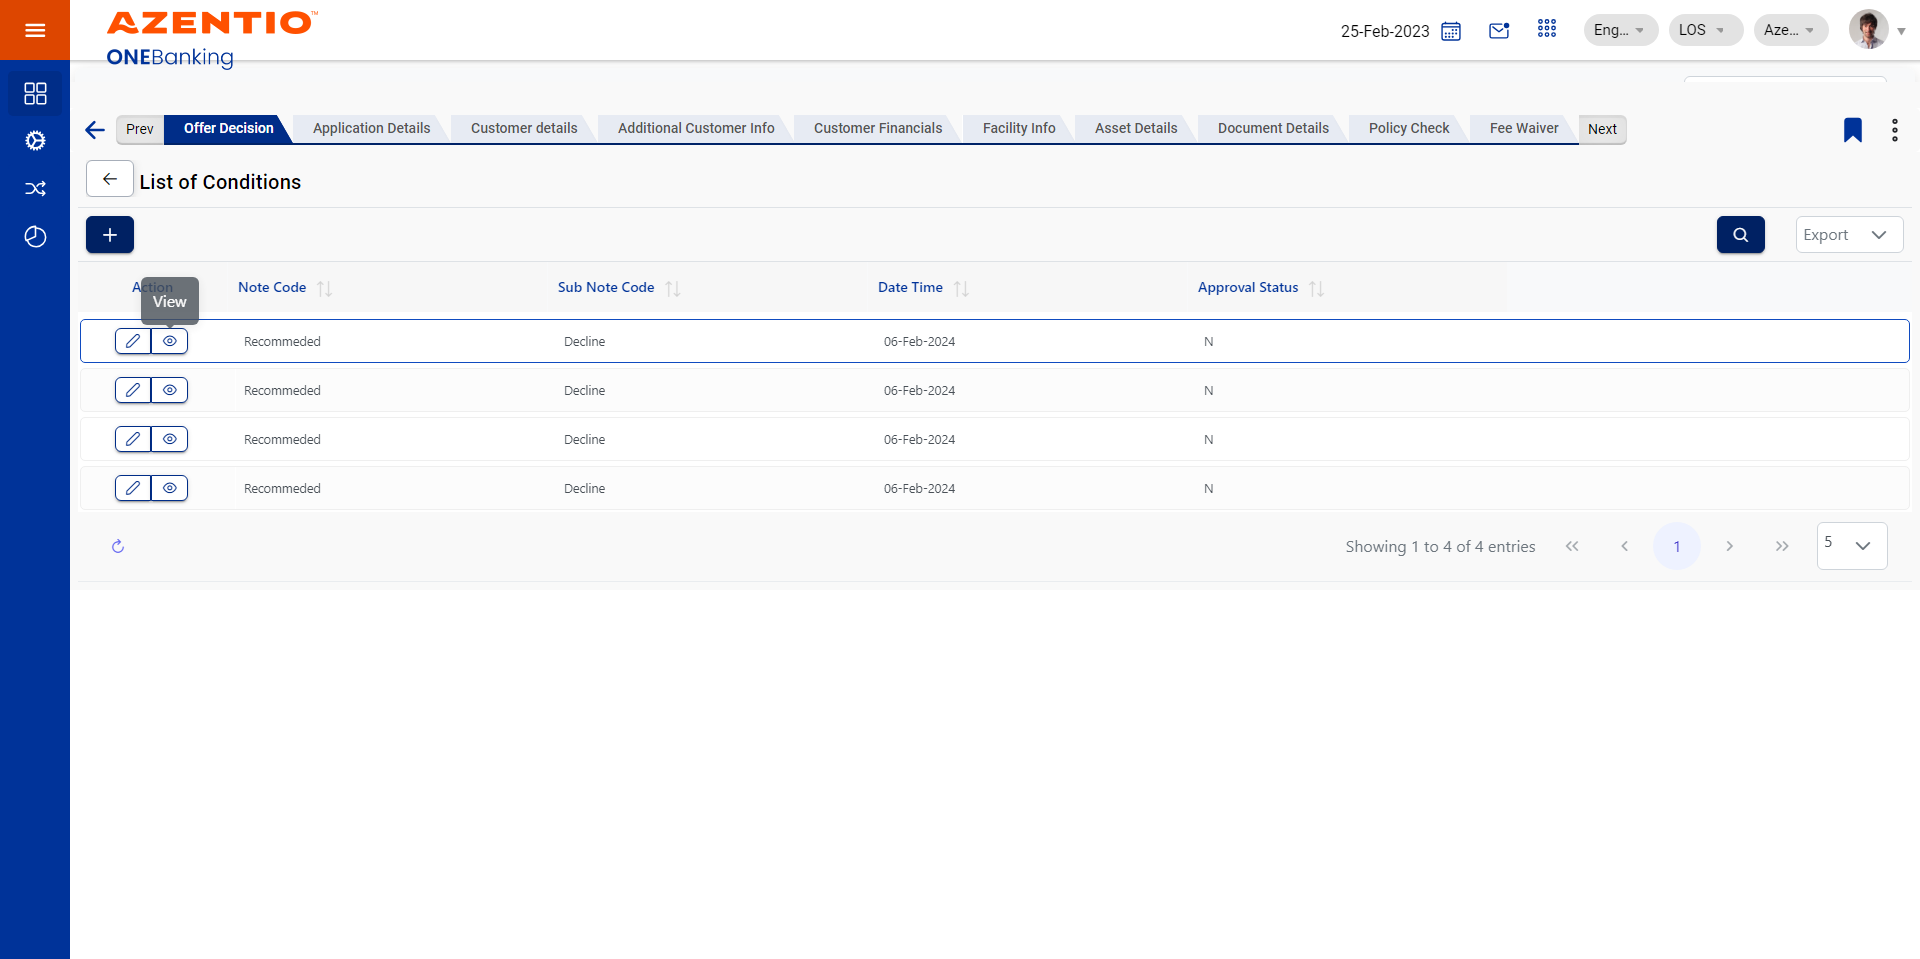 AZENTIO™
ONEBanking
25-Feb-2023
Eng...
LOS
Aze...
Prev
Offer Decision
Application Details
Customer details
Additional Customer Info
Customer Financials
Facility Info
Asset Details
Document Details
Policy Check
Fee Waiver
Next
List of Conditions
Export
Action
View
Note Code
Sub Note Code
Date Time
Approval Status
Recommeded Decline 06-Feb-2024 N
Recommeded Decline 06-Feb-2024 N
Recommeded Decline 06-Feb-2024 N
Recommeded Decline 06-Feb-2024 N
Showing 1 to 4 of 4 entries
1
5